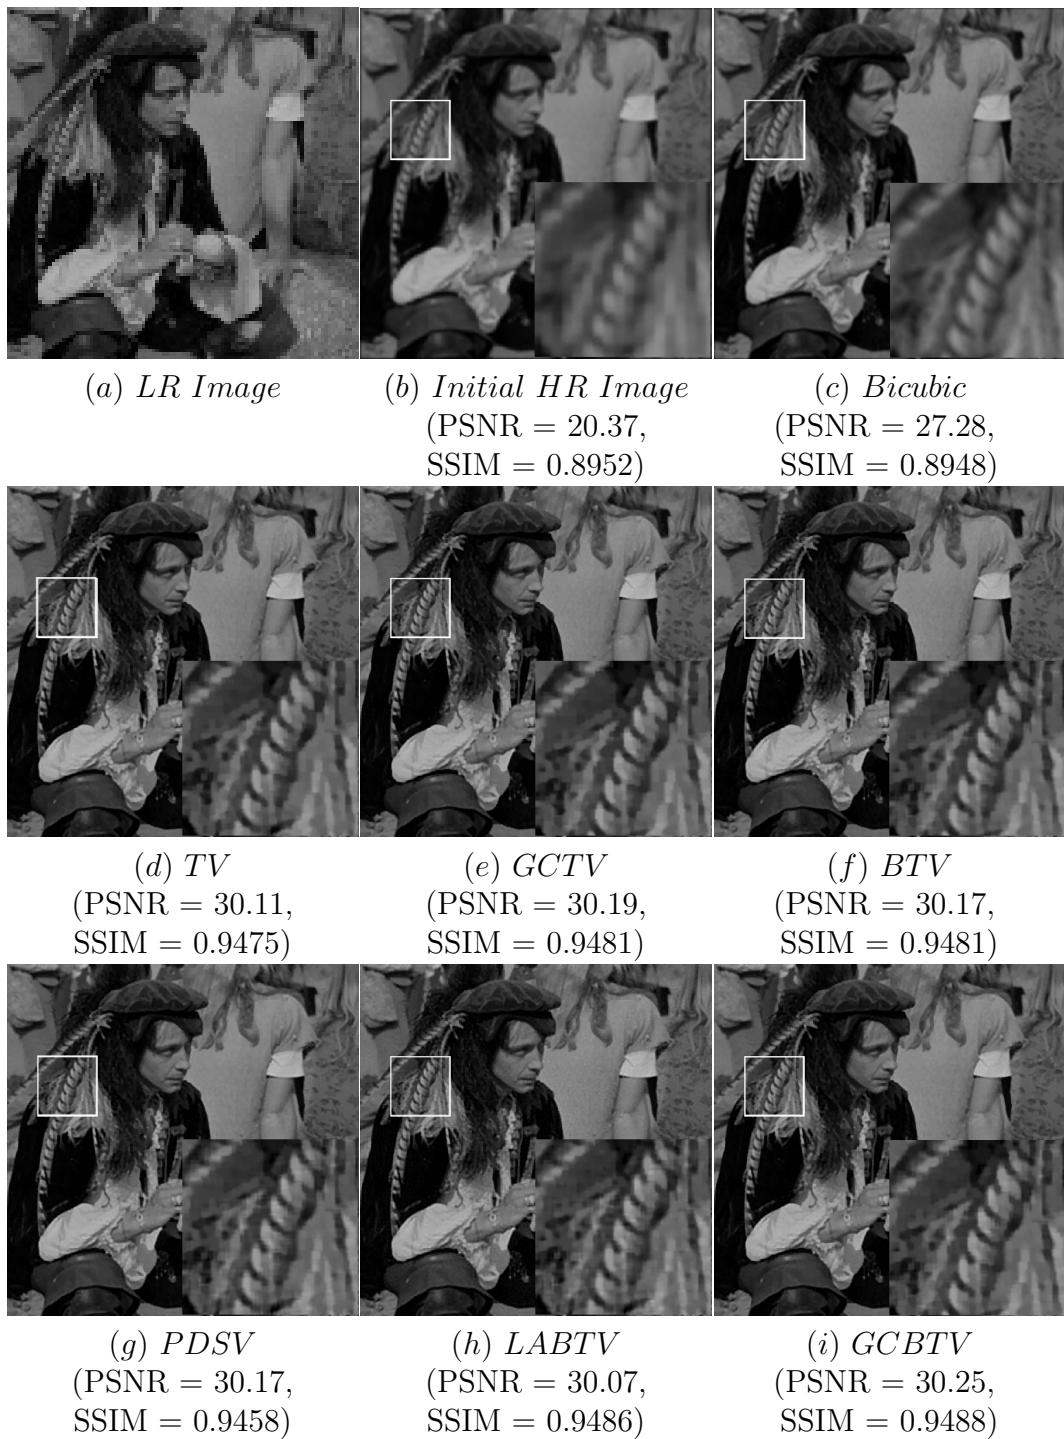 (a) LR Image
(b) Initial HR Image
(PSNR = 20.37,
SSIM = 0.8952)
(c) Bicubic
(PSNR = 27.28,
SSIM = 0.8948)
(d) TV
(PSNR = 30.11,
SSIM = 0.9475)
(e) GCTV
(PSNR = 30.19,
SSIM = 0.9481)
(f) BTV
(PSNR = 30.17,
SSIM = 0.9481)
(g) PDSV
(PSNR = 30.17,
SSIM = 0.9458)
(h) LABTV
(PSNR = 30.07,
SSIM = 0.9486)
(i) GCBTV
(PSNR = 30.25,
SSIM = 0.9488)